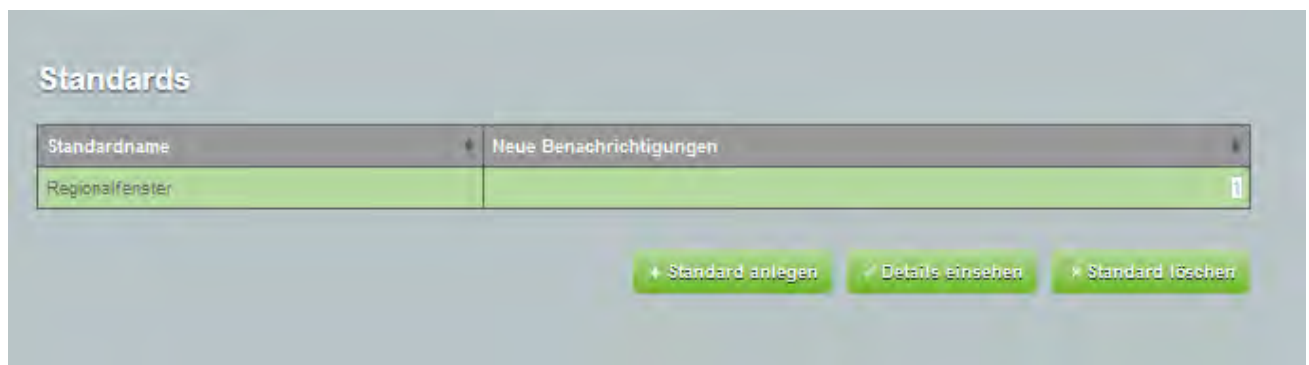 Standards
Standardname Neue Benachrichtigungen
Regionalfenster 1
+ Standard anlegen ✓ Details einsehen × Standard löschen